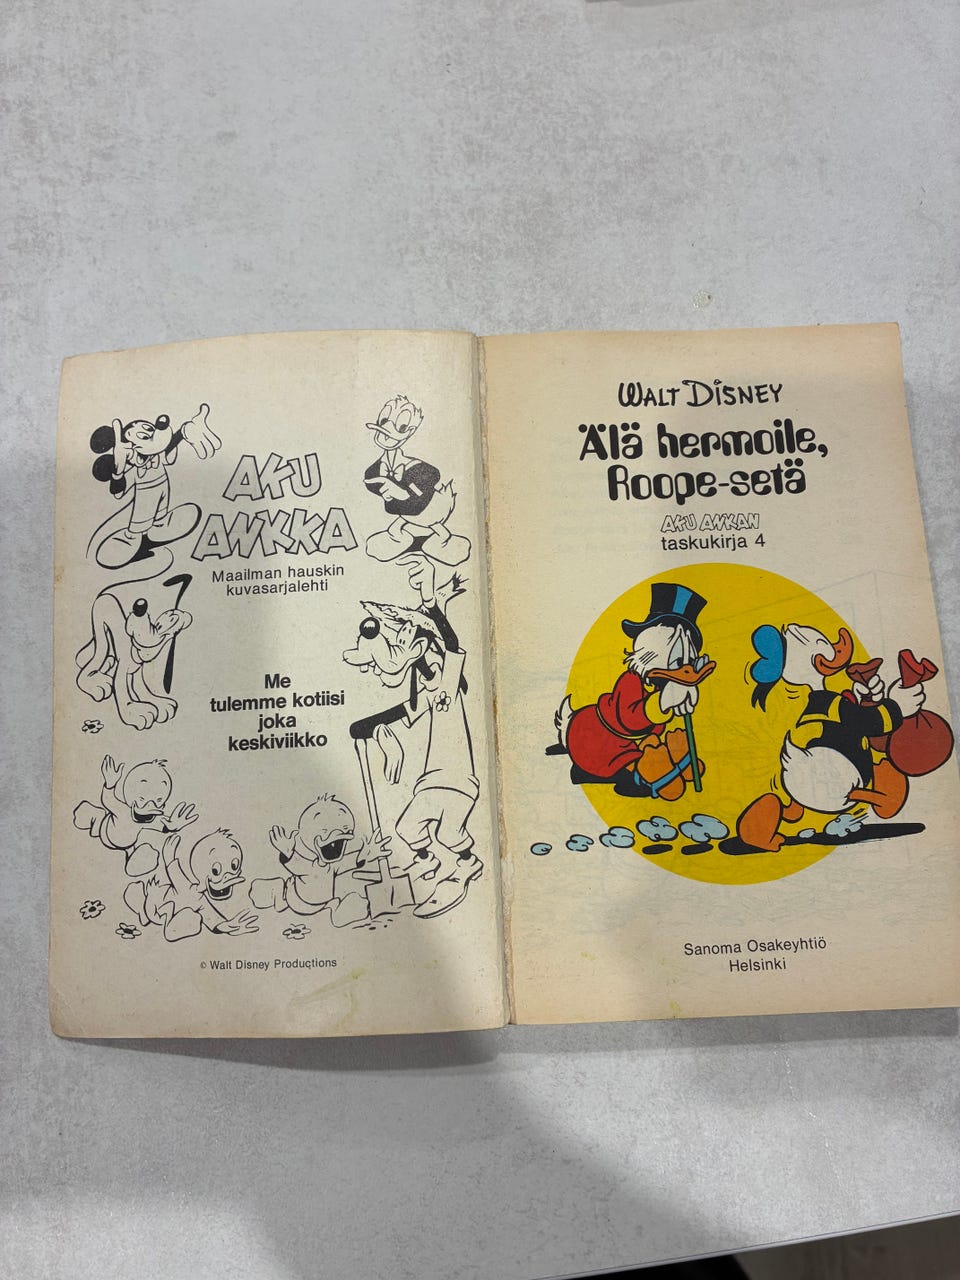 AKU
ANKKA
Maailman hauskin
kuvasarjalehti
Me
tulemme kotiisi
joka
keskiviikko
© Walt Disney Productions
WALT DISNEY
Älä hermoile,
Roope-setä
AKU ANKAN
taskukirja 4
Sanoma Osakeyhtiö
Helsinki